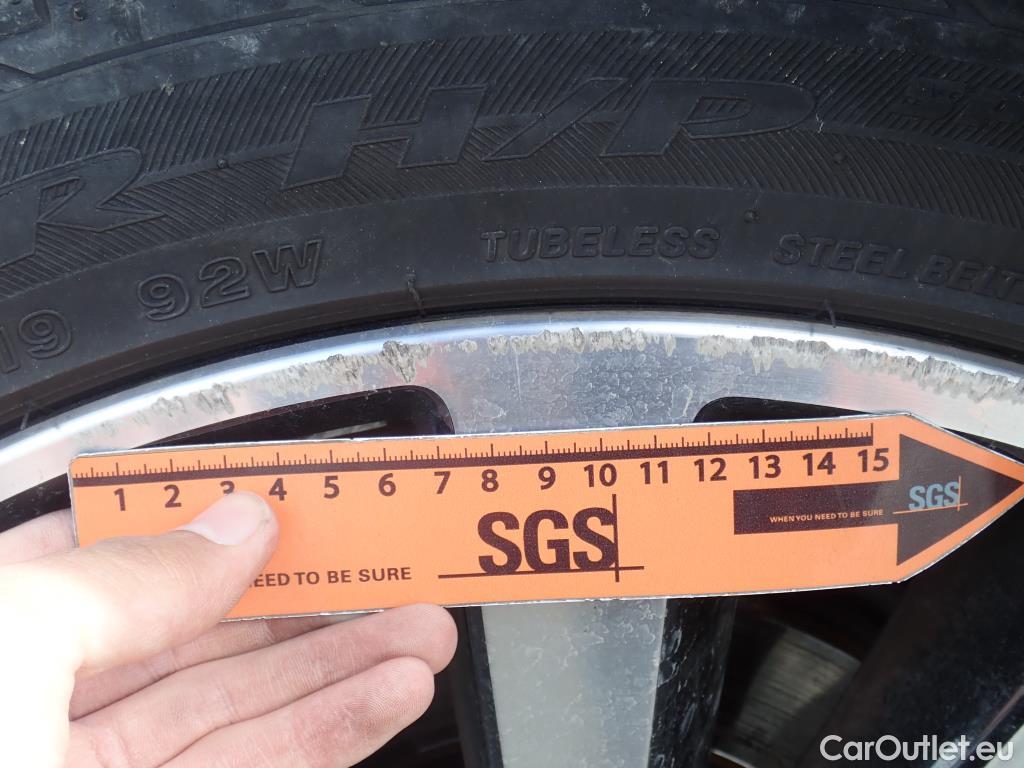 R H/P
19 92W TUBELESS STEEL BELT
1 2 3 4 5 6 7 8 9 10 11 12 13 14 15
SGS
WHEN YOU NEED TO BE SURE
SGS
EED TO BE SURE
CarOutlet.eu